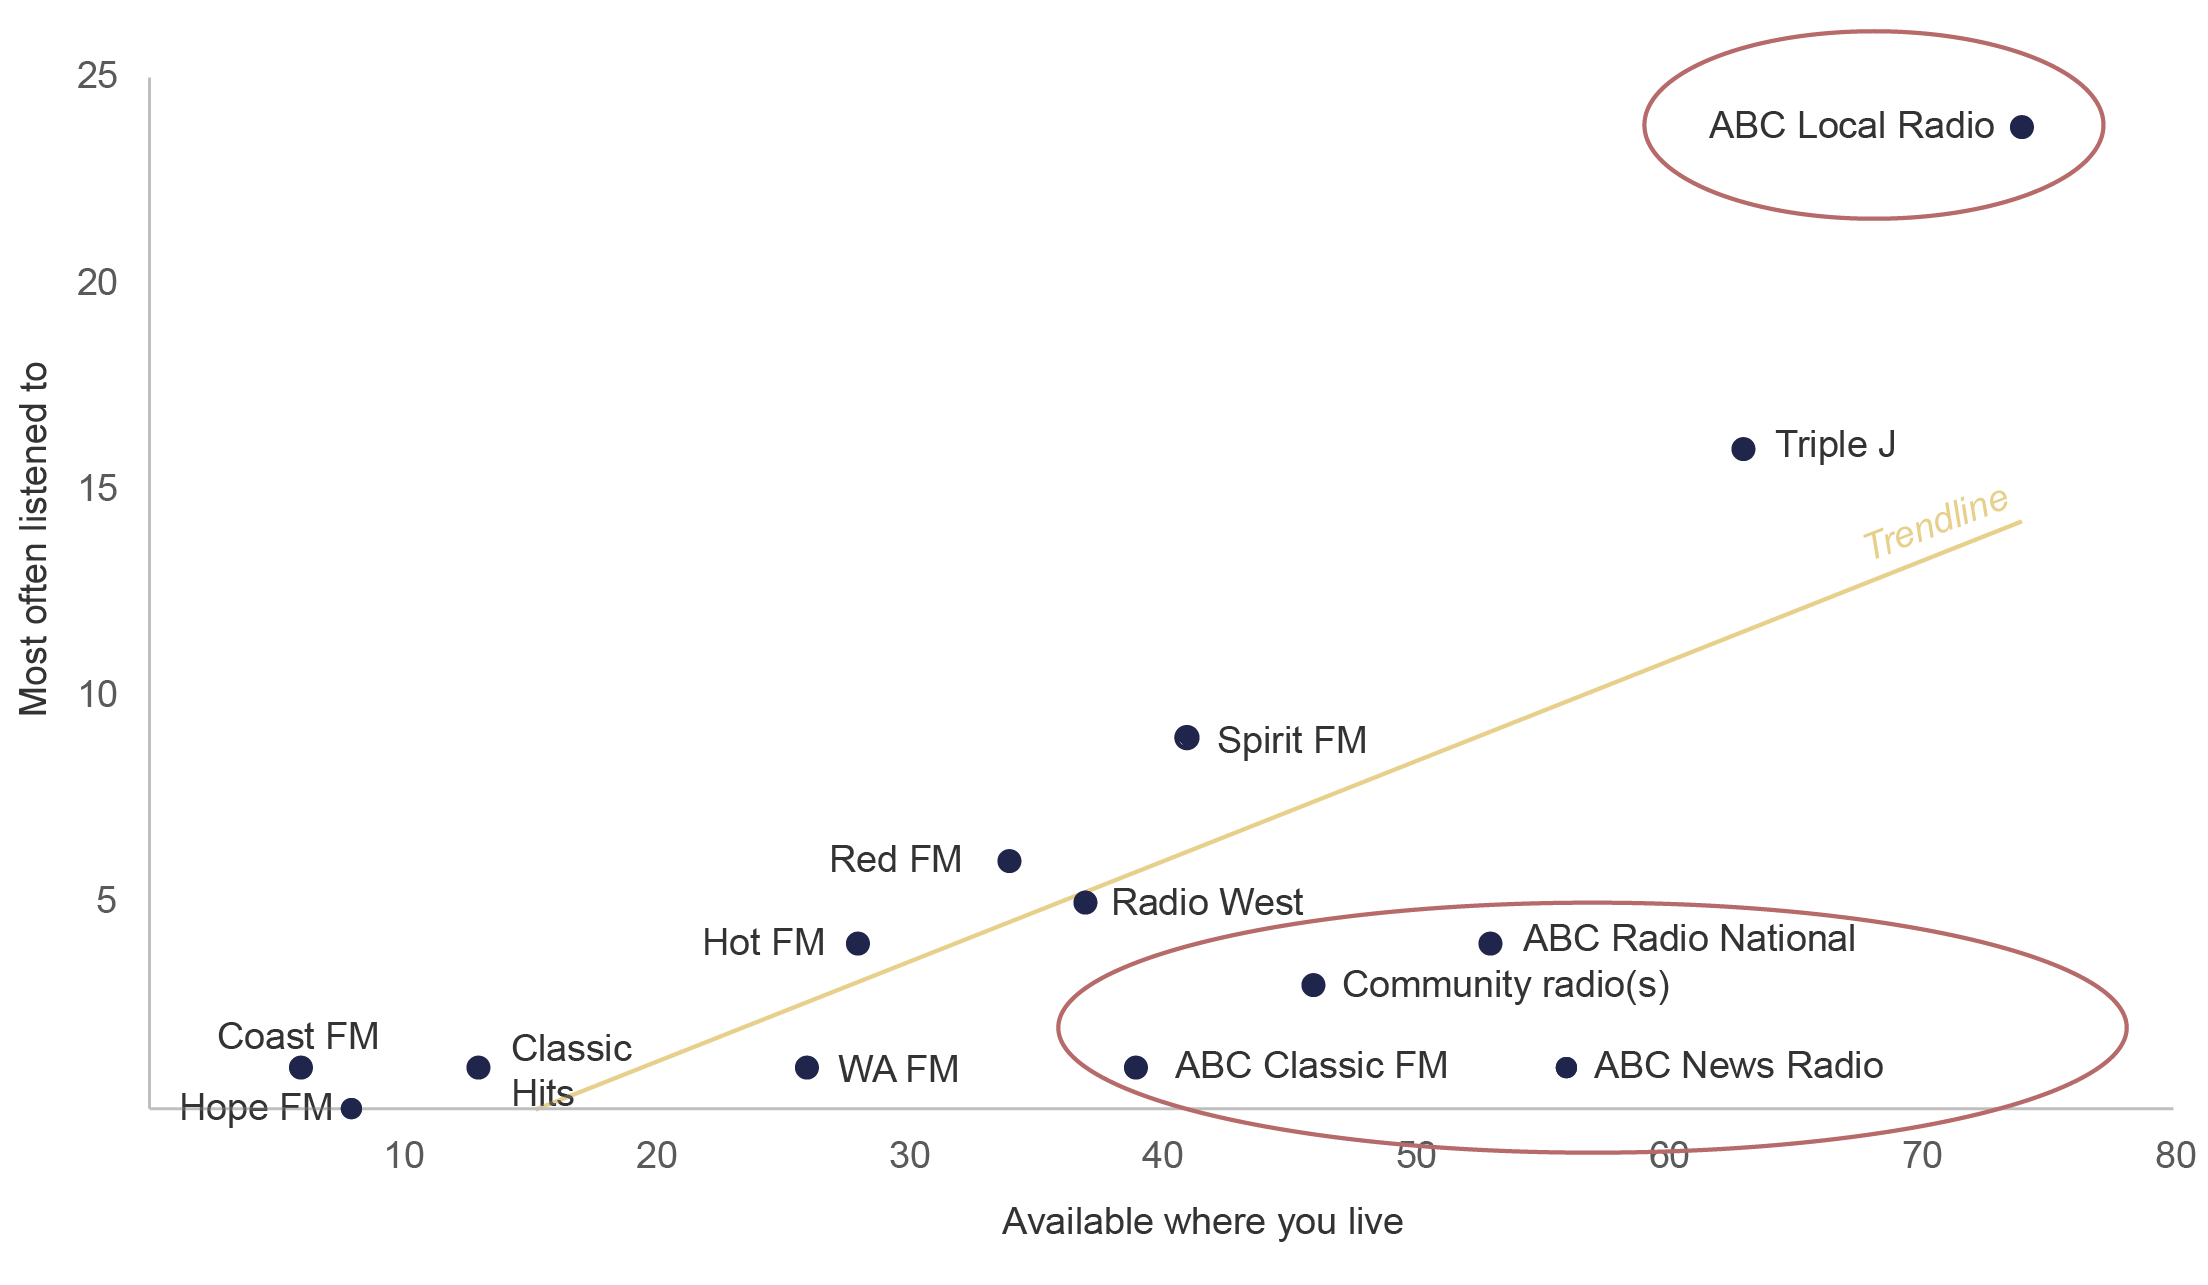 25
ABC Local Radio
20
Most often listened to
Triple J
15
Trendline
10
Spirit FM
Red FM
5
Radio West
Hot FM
ABC Radio National
Community radio(s)
Coast FM
Classic
Hits
WA FM
ABC Classic FM
ABC News Radio
Hope FM
10
20
30
40
50
60
70
80
Available where you live